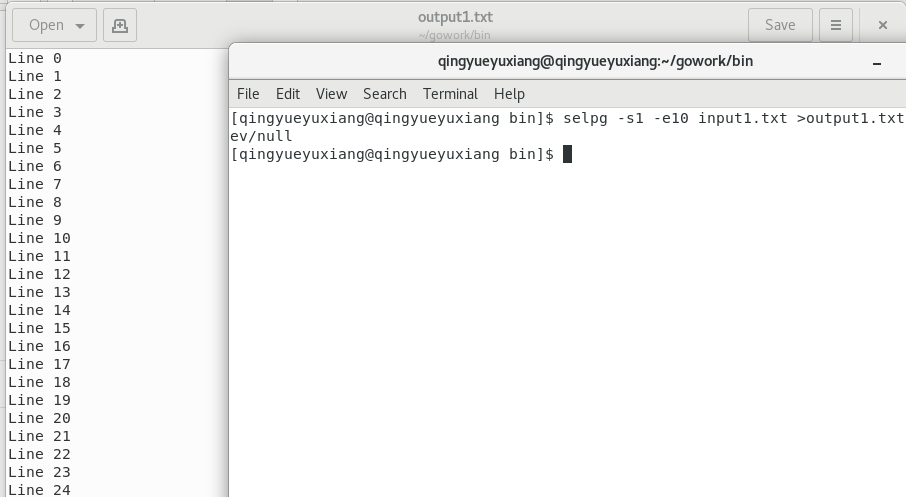 Open
output1.txt
~/gowork/bin
Save
Line 0
Line 1
Line 2
Line 3
Line 4
Line 5
Line 6
Line 7
Line 8
Line 9
Line 10
Line 11
Line 12
Line 13
Line 14
Line 15
Line 16
Line 17
Line 18
Line 19
Line 20
Line 21
Line 22
Line 23
Line 24
qingyueyuxiang@qingyueyuxiang:~/gowork/bin
File Edit View Search Terminal Help
[qingyueyuxiang@qingyueyuxiang bin]$ selpg -s1 -e10 input1.txt >output1.txt
ev/null
[qingyueyuxiang@qingyueyuxiang bin]$